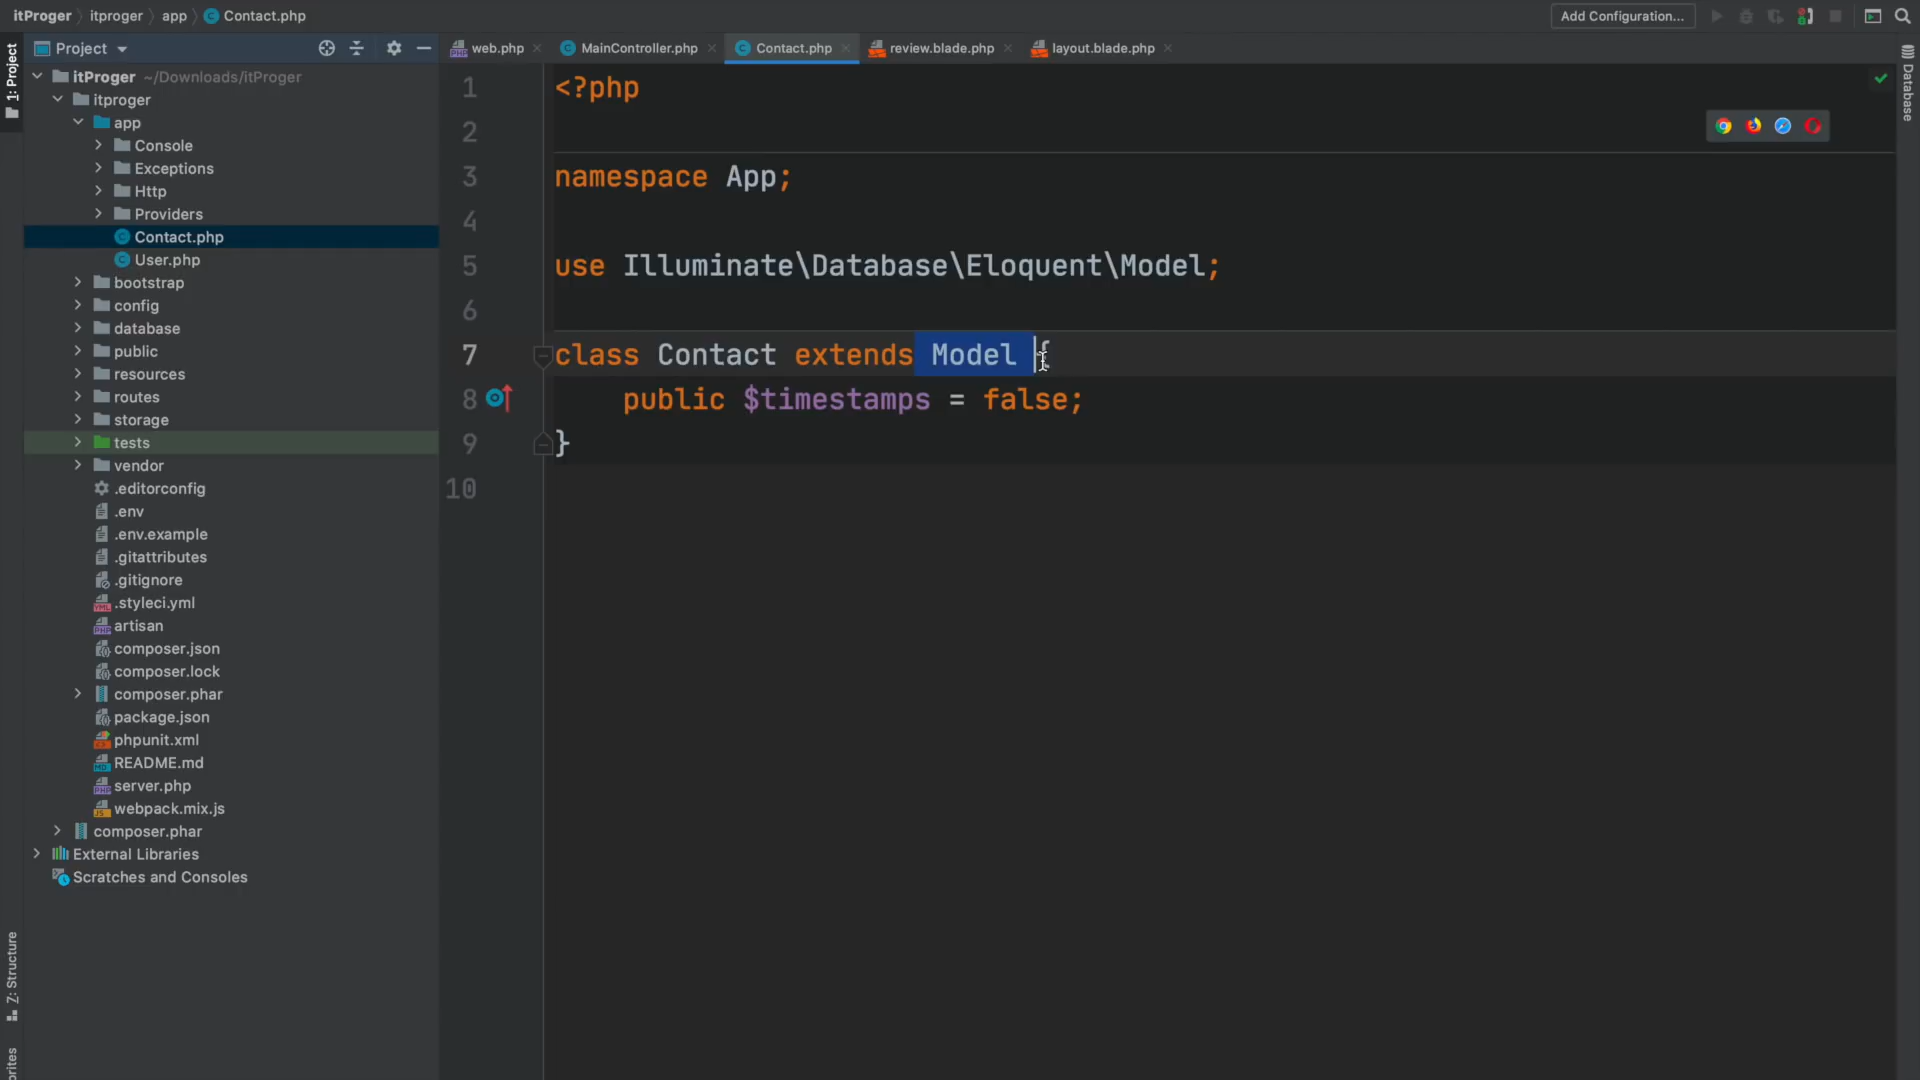 itProger itproger app Contact.php
Add Configuration...
1: Project
Project
web.php
MainController.php
Contact.php
review.blade.php
layout.blade.php
Database
itProger ~/Downloads/itProger
itproger
app
Console
Exceptions
Http
Providers
Contact.php
User.php
bootstrap
config
database
public
resources
routes
storage
tests
vendor
.editorconfig
.env
.env.example
.gitattributes
.gitignore
.styleci.yml
artisan
composer.json
composer.lock
composer.phar
package.json
phpunit.xml
README.md
server.php
webpack.mix.js
composer.phar
External Libraries
Scratches and Consoles
Z: Structure
1 <?php
2
3 namespace App;
4
5 use Illuminate\Database\Eloquent\Model;
6
7 class Contact extends Model {
8 public $timestamps = false;
9 }
10